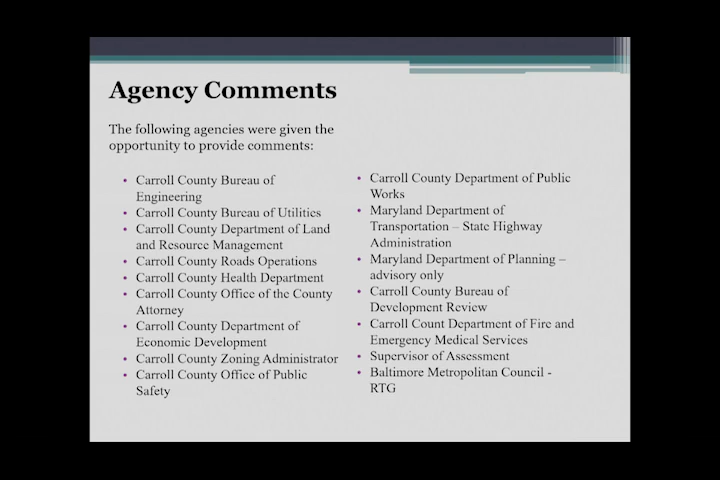 Agency Comments
The following agencies were given the
opportunity to provide comments:
• Carroll County Bureau of
Engineering
• Carroll County Bureau of Utilities
• Carroll County Department of Land
and Resource Management
• Carroll County Roads Operations
• Carroll County Health Department
• Carroll County Office of the County
Attorney
• Carroll County Department of
Economic Development
• Carroll County Zoning Administrator
• Carroll County Office of Public
Safety
• Carroll County Department of Public
Works
• Maryland Department of
Transportation – State Highway
Administration
• Maryland Department of Planning –
advisory only
• Carroll County Bureau of
Development Review
• Carroll Count Department of Fire and
Emergency Medical Services
• Supervisor of Assessment
• Baltimore Metropolitan Council -
RTG